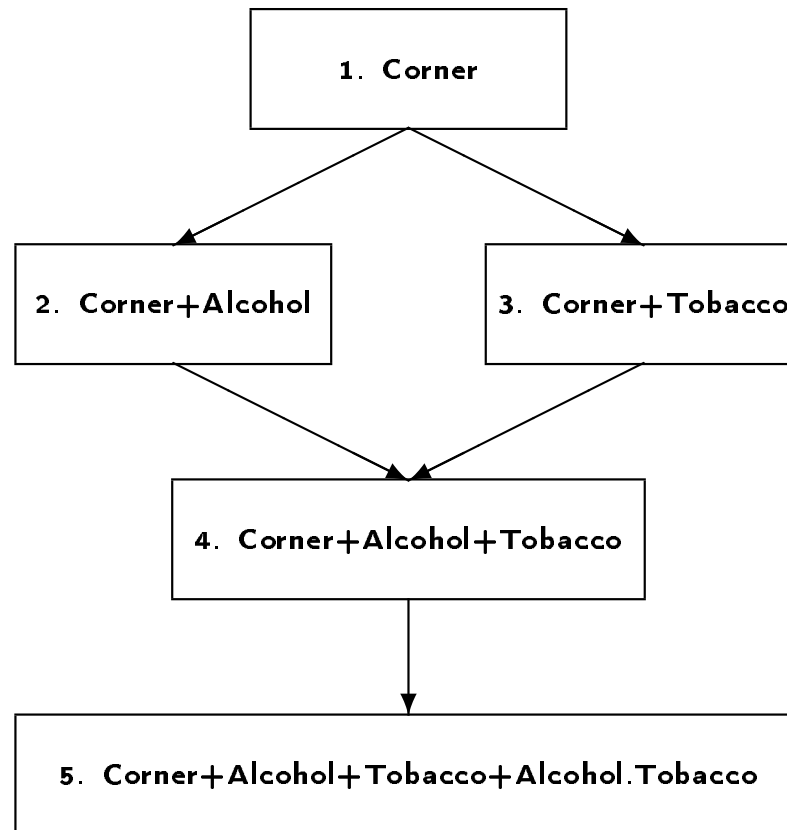 1. Corner
2. Corner+Alcohol
3. Corner+Tobacco
4. Corner+Alcohol+Tobacco
5. Corner+Alcohol+Tobacco+Alcohol.Tobacco